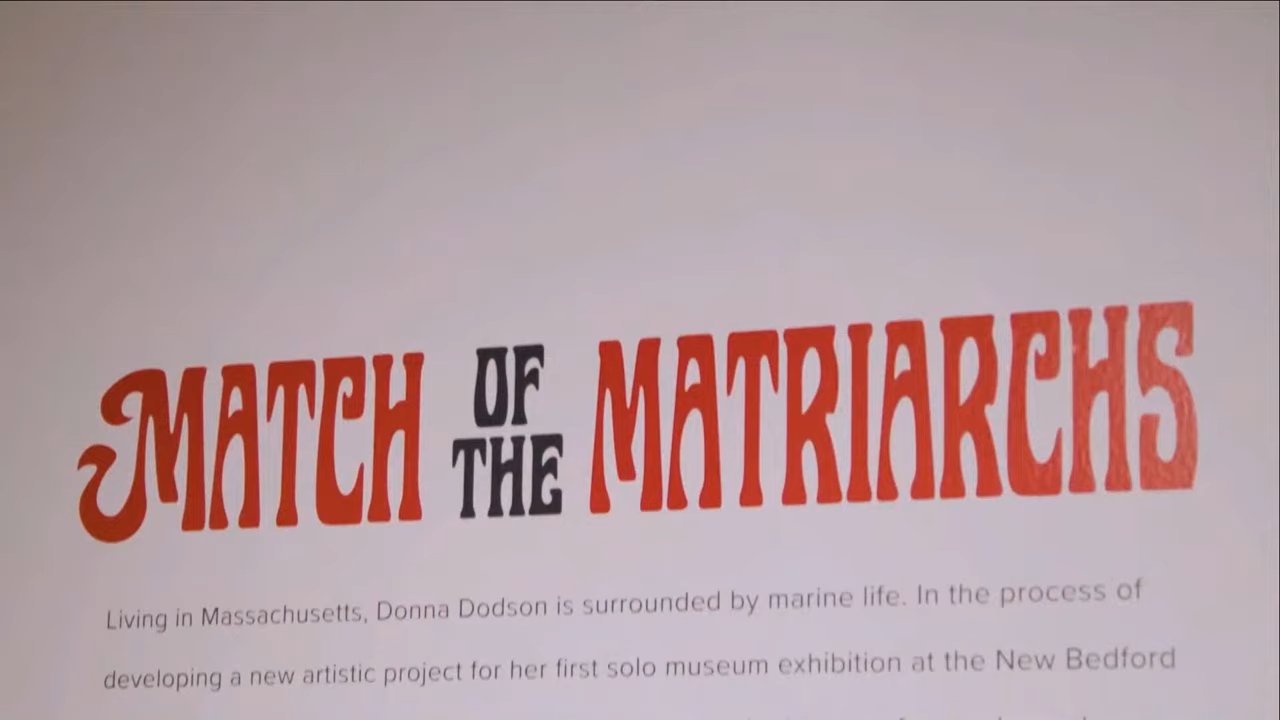 MATCH OF THE MATRIARCHS
Living in Massachusetts, Donna Dodson is surrounded by marine life. In the process of
developing a new artistic project for her first solo museum exhibition at the New Bedford